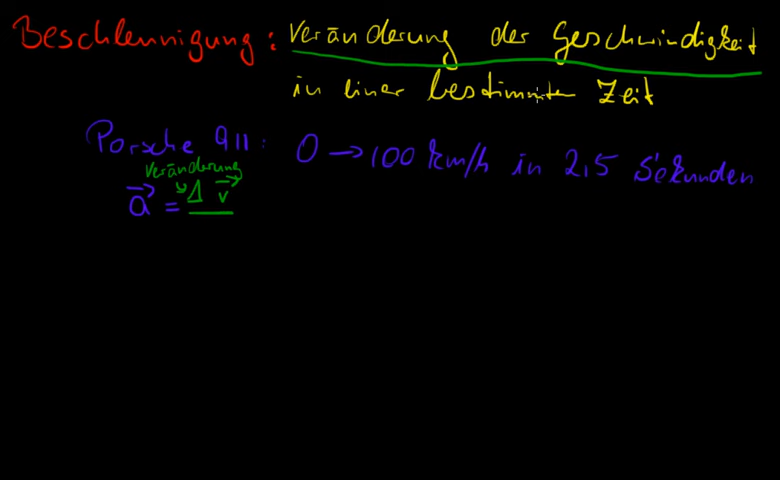 Beschleunigung: Veränderung der Geschwindigkeit
in einer bestimmten Zeit
Porsche 911: 0 → 100 km/h in 2,5 Sekunden
Veränderung
a⃗ = Δ v⃗